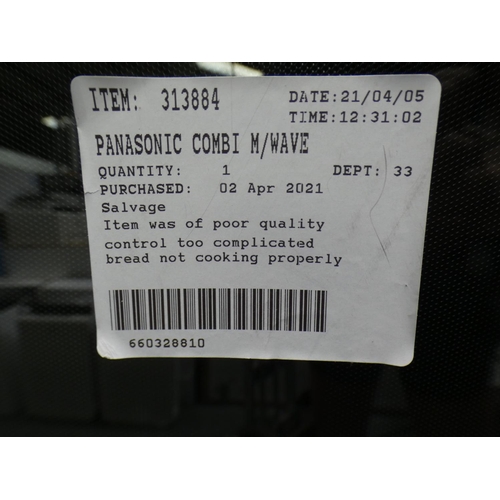 ITEM: 313884 DATE:21/04/05
TIME:12:31:02
PANASONIC COMBI M/WAVE
QUANTITY: 1 DEPT: 33
PURCHASED: 02 Apr 2021
Salvage
Item was of poor quality
control too complicated
bread not cooking properly
660328810